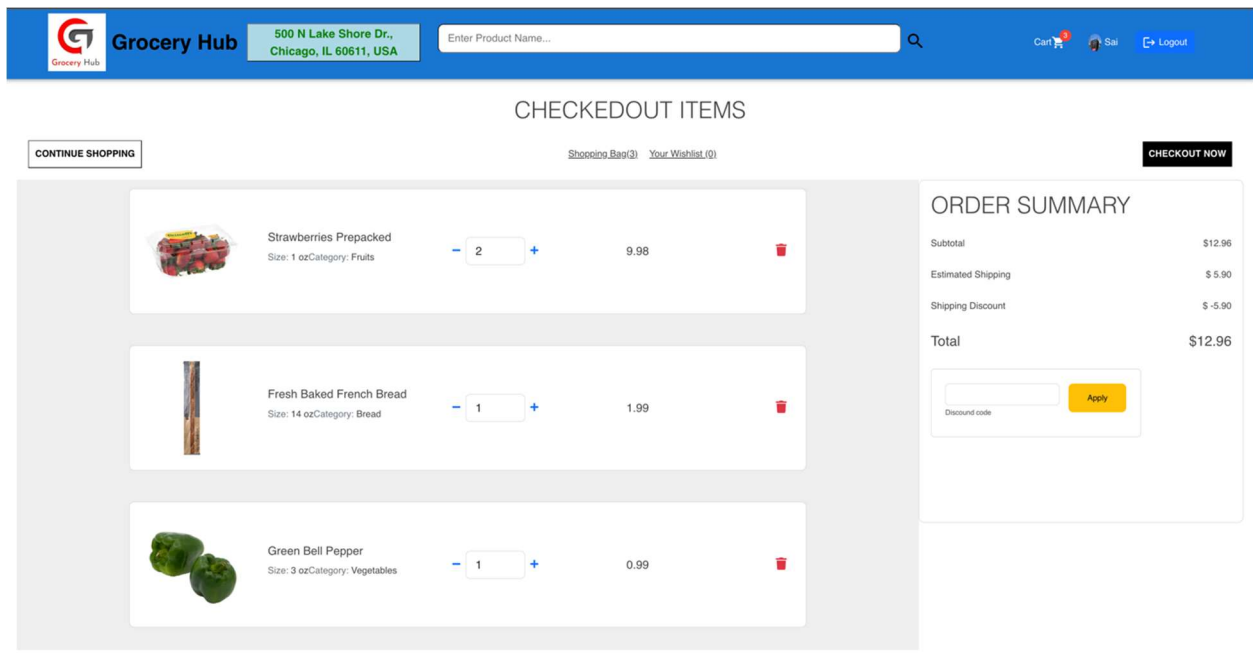 Grocery Hub
Grocery Hub
500 N Lake Shore Dr.,
Chicago, IL 60611, USA
Enter Product Name...
Cart 3
Sai
Logout
CHECKEDOUT ITEMS
CONTINUE SHOPPING
Shopping Bag(3) Your Wishlist (0)
CHECKOUT NOW
Strawberries Prepacked
Size: 1 ozCategory: Fruits
2
9.98
Fresh Baked French Bread
Size: 14 ozCategory: Bread
1
1.99
Green Bell Pepper
Size: 3 ozCategory: Vegetables
1
0.99
ORDER SUMMARY
Subtotal $12.96
Estimated Shipping $ 5.90
Shipping Discount $ -5.90
Total $12.96
Apply
Discound code